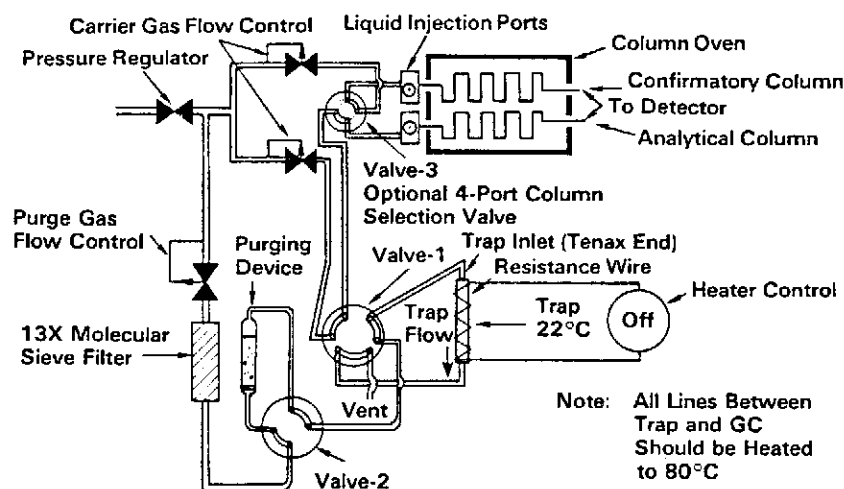 Carrier Gas Flow Control
Pressure Regulator
Liquid Injection Ports
Column Oven
Confirmatory Column
To Detector
Analytical Column
Valve-3
Optional 4-Port Column
Selection Valve
Purge Gas
Flow Control
Purging
Device
Valve-1
Trap Inlet (Tenax End)
Resistance Wire
Heater Control
Trap
Flow
Trap
22°C
Off
13X Molecular
Sieve Filter
Vent
Valve-2
Note: All Lines Between
Trap and GC
Should be Heated
to 80°C